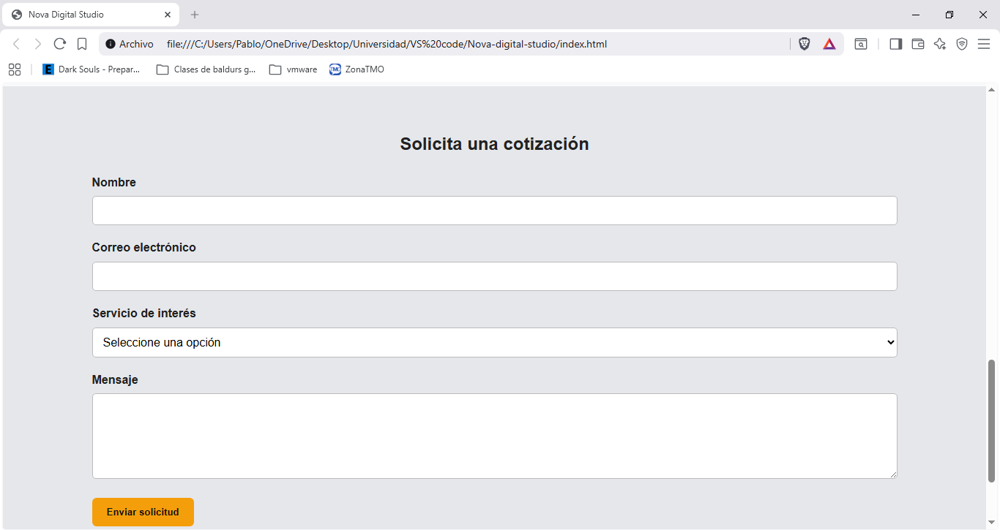 Nova Digital Studio
Archivo file:///C:/Users/Pablo/OneDrive/Desktop/Universidad/VS%20code/Nova-digital-studio/index.html
E Dark Souls - Prepar... Clases de baldurs g... vmware TMO ZonaTMO
Solicita una cotización
Nombre
Correo electrónico
Servicio de interés
Seleccione una opción
Mensaje
Enviar solicitud